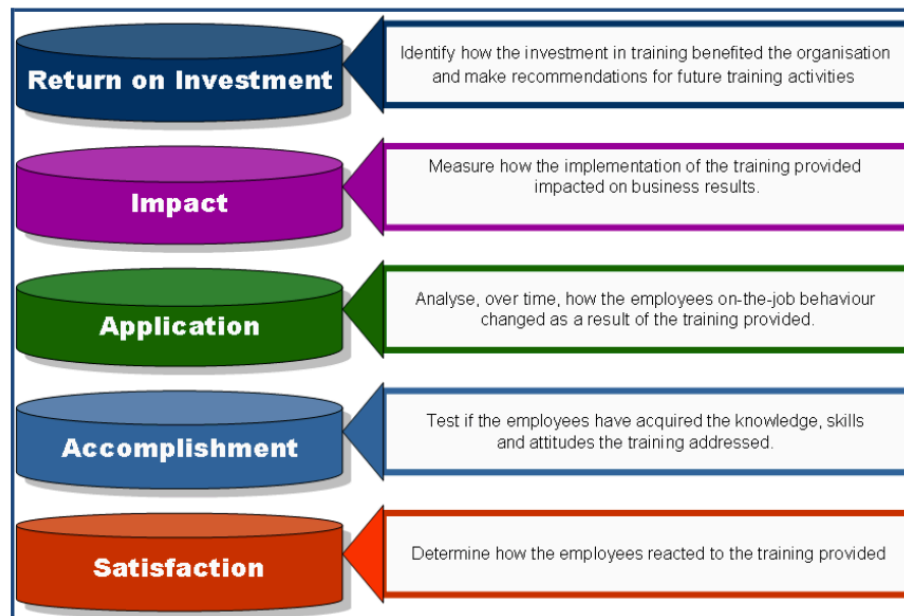 Return on Investment
Identify how the investment in training benefited the organisation
and make recommendations for future training activities
Impact
Measure how the implementation of the training provided
impacted on business results.
Application
Analyse, over time, how the employees on-the-job behaviour
changed as a result of the training provided.
Accomplishment
Test if the employees have acquired the knowledge, skills
and attitudes the training addressed.
Satisfaction
Determine how the employees reacted to the training provided